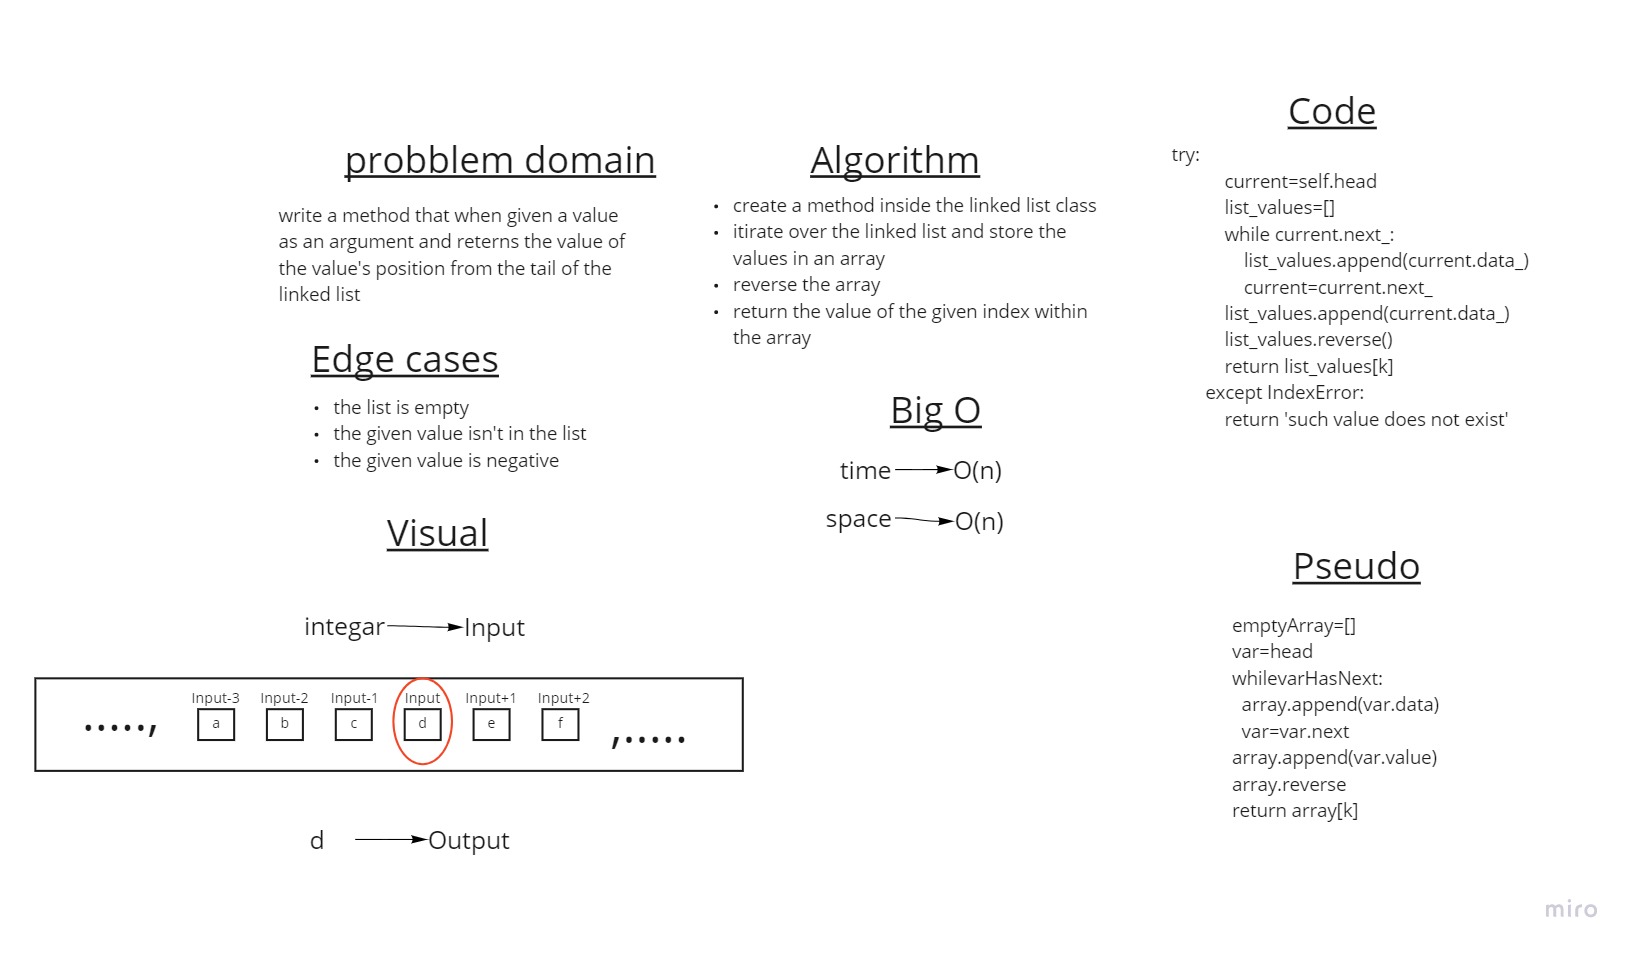 probblem domain
write a method that when given a value
as an argument and reterns the value of
the value's position from the tail of the
linked list
Edge cases
• the list is empty
• the given value isn't in the list
• the given value is negative
Visual
integar Input
Input-3 Input-2 Input-1 Input Input+1 Input+2
....., a b c d e f ,.....
d Output
Algorithm
• create a method inside the linked list class
• itirate over the linked list and store the
values in an array
• reverse the array
• return the value of the given index within
the array
Big O
time O(n)
space O(n)
Code
try:
current=self.head
list_values=[]
while current.next_:
list_values.append(current.data_)
current=current.next_
list_values.append(current.data_)
list_values.reverse()
return list_values[k]
except IndexError:
return 'such value does not exist'
Pseudo
emptyArray=[]
var=head
whilevarHasNext:
array.append(var.data)
var=var.next
array.append(var.value)
array.reverse
return array[k]
miro